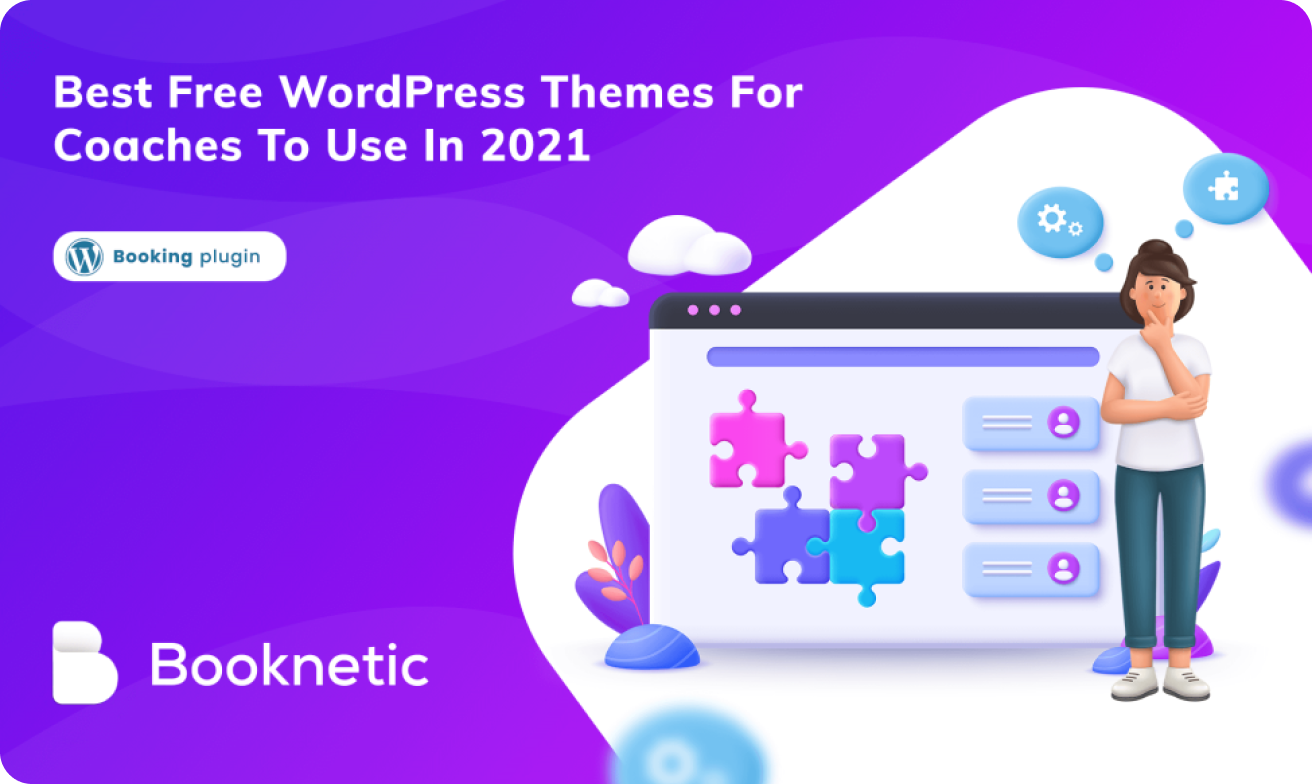 Best Free WordPress Themes For
Coaches To Use In 2021
Booking plugin
Booknetic